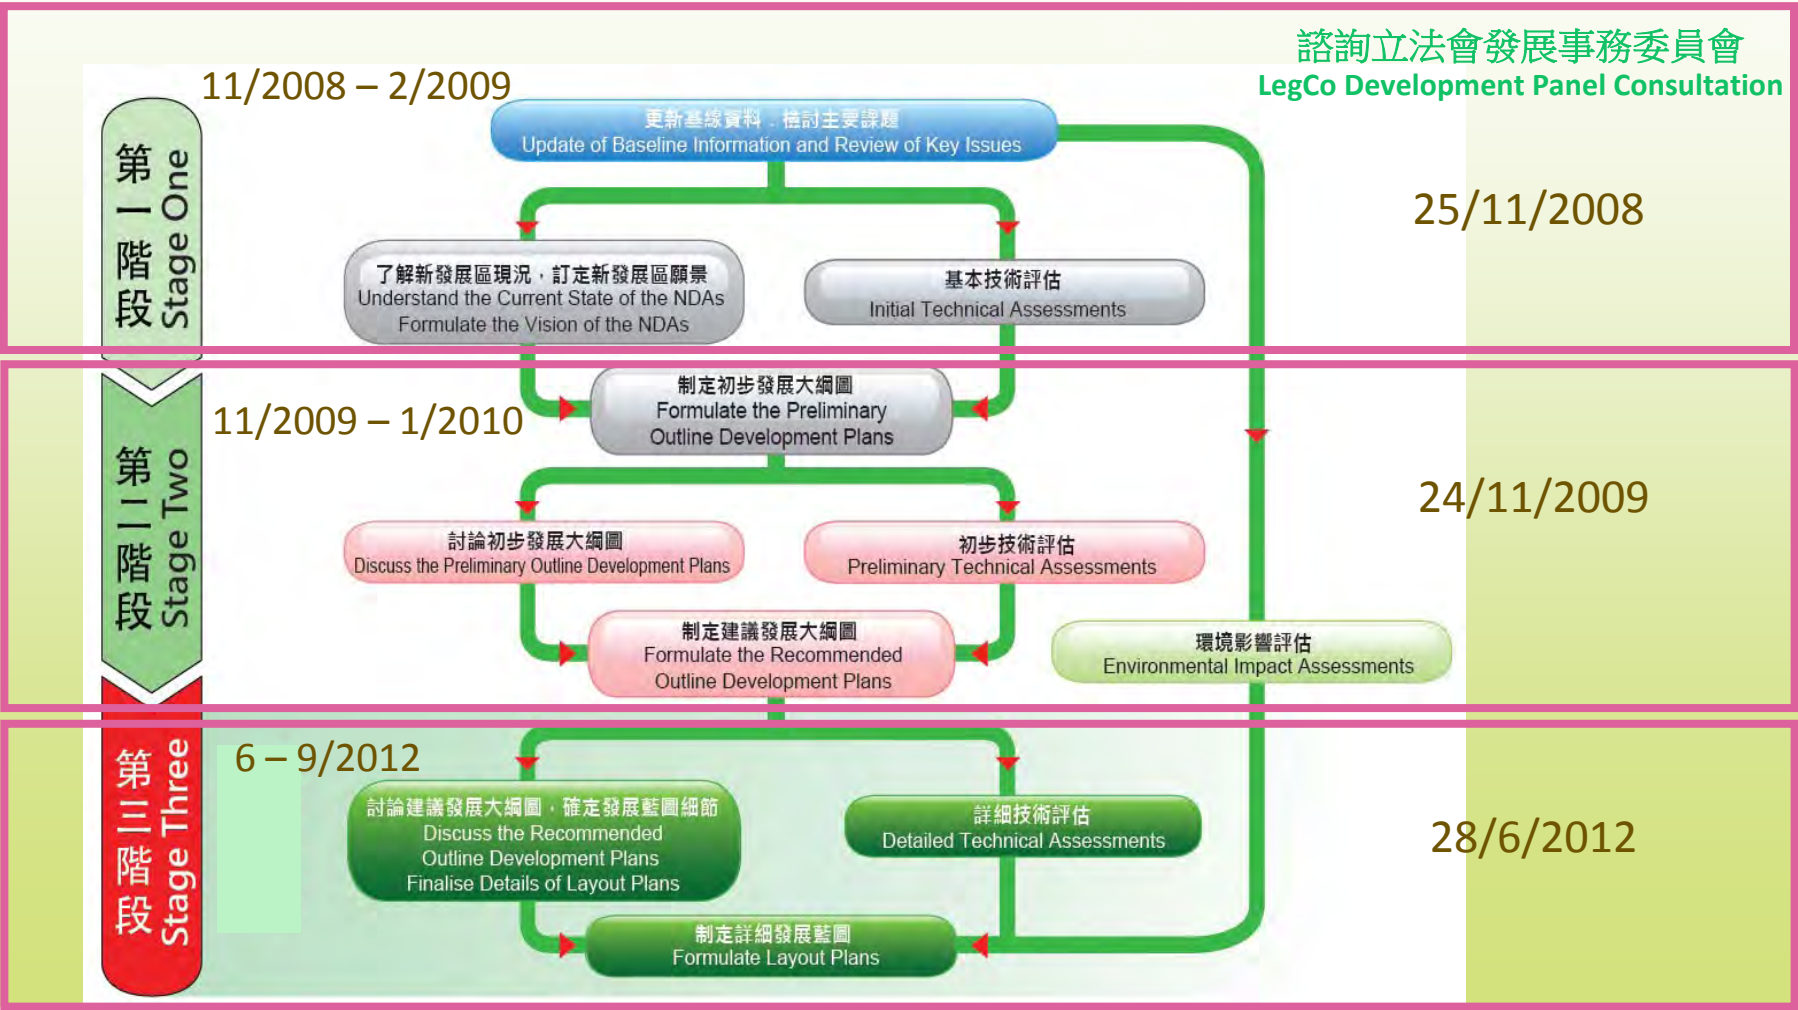 諮詢立法會發展事務委員會
LegCo Development Panel Consultation
第一階段
Stage One
11/2008 – 2/2009
更新基線資料．檢討主要課題
Update of Baseline Information and Review of Key Issues
25/11/2008
了解新發展區現況．訂定新發展區願景
Understand the Current State of the NDAs
Formulate the Vision of the NDAs
基本技術評估
Initial Technical Assessments
第二階段
Stage Two
11/2009 – 1/2010
制定初步發展大綱圖
Formulate the Preliminary
Outline Development Plans
24/11/2009
討論初步發展大綱圖
Discuss the Preliminary Outline Development Plans
初步技術評估
Preliminary Technical Assessments
制定建議發展大綱圖
Formulate the Recommended
Outline Development Plans
環境影響評估
Environmental Impact Assessments
第三階段
Stage Three
6 – 9/2012
討論建議發展大綱圖．確定發展藍圖細節
Discuss the Recommended
Outline Development Plans
Finalise Details of Layout Plans
詳細技術評估
Detailed Technical Assessments
28/6/2012
制定詳細發展藍圖
Formulate Layout Plans